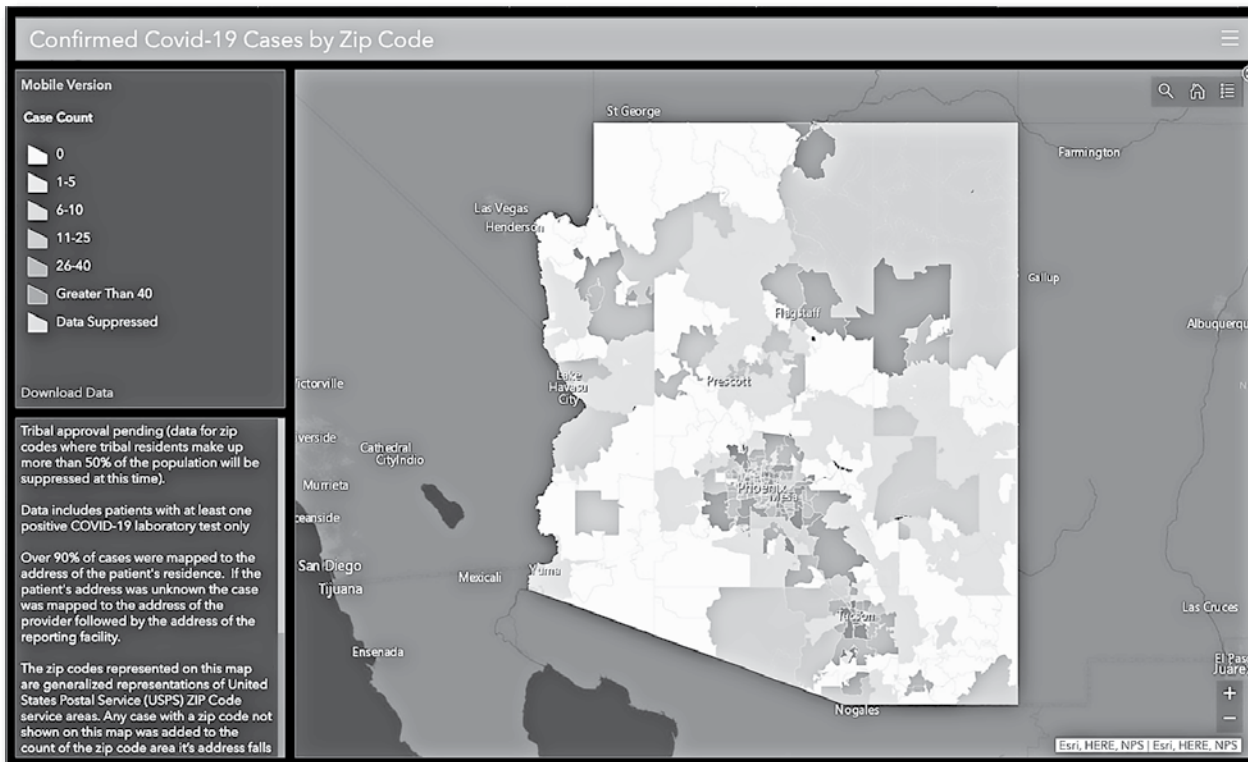 Confirmed Covid-19 Cases by Zip Code
Mobile Version
Case Count
0
1-5
6-10
11-25
26-40
Greater Than 40
Data Suppressed
Download Data
Tribal approval pending (data for zip
codes where tribal residents make up
more than 50% of the population will be
suppressed at this time).
Data includes patients with at least one
positive COVID-19 laboratory test only
Over 90% of cases were mapped to the
address of the patient's residence. If the
patient's address was unknown the case
was mapped to the address of the
provider followed by the address of the
reporting facility.
The zip codes represented on this map
are generalized representations of United
States Postal Service (USPS) ZIP Code
service areas. Any case with a zip code not
shown on this map was added to the
count of the zip code area it's address falls
St George
Farmington
Las Vegas
Henderson
Gallup
Flagstaff
Albuquerqu
Prescott
Lake
Havasu
City
ictorville
verside
Cathedral
CityIndio
Murrieta
ceanside
Phoenix
Mesa
San Diego
Tijuana
Mexicali
Yuma
Las Cruces
Tucson
Ensenada
El Paso
Juare
Nogales
+
−
Esri, HERE, NPS | Esri, HERE, NPS